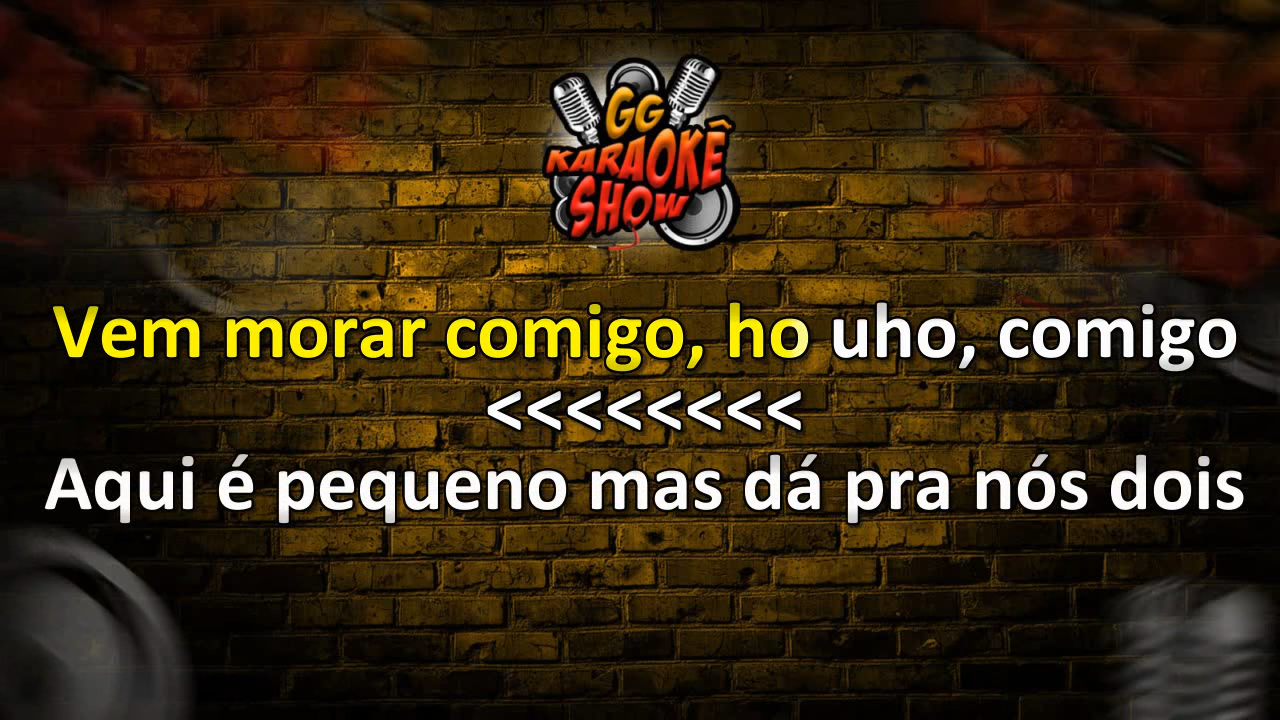 GG
KARAOKÊ
SHOW
Vem morar comigo, ho uho, comigo
<<<<<<<<
Aqui é pequeno mas dá pra nós dois